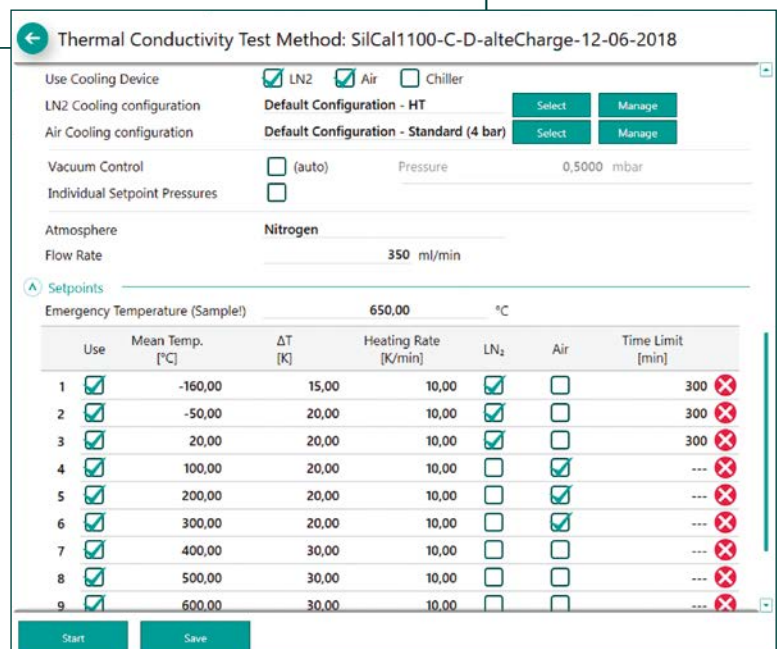 Thermal Conductivity Test Method: SilCal1100-C-D-alteCharge-12-06-2018
Use Cooling Device LN2 Air Chiller
LN2 Cooling configuration Default Configuration - HT Select Manage
Air Cooling configuration Default Configuration - Standard (4 bar) Select Manage
Vacuum Control (auto) Pressure 0,5000 mbar
Individual Setpoint Pressures
Atmosphere Nitrogen
Flow Rate 350 ml/min
Setpoints
Emergency Temperature (Sample!) 650,00 °C
Use Mean Temp. [°C] ΔT [K] Heating Rate [K/min] LN₂ Air Time Limit [min]
1 -160,00 15,00 10,00 300
2 -50,00 20,00 10,00 300
3 20,00 20,00 10,00 300
4 100,00 20,00 10,00 ---
5 200,00 20,00 10,00 ---
6 300,00 20,00 10,00 ---
7 400,00 30,00 10,00 ---
8 500,00 30,00 10,00 ---
9 600,00 30,00 10,00 ---
Start Save